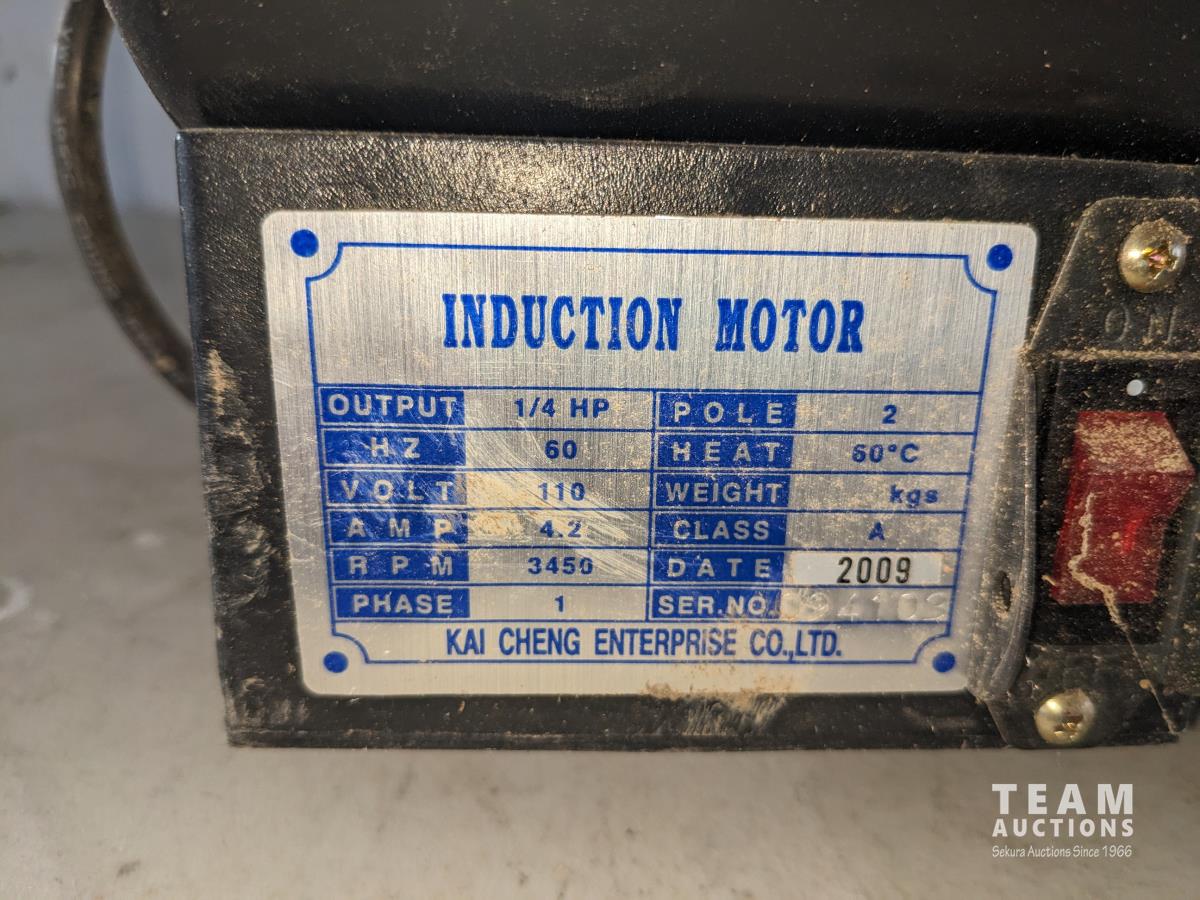 INDUCTION MOTOR
OUTPUT 1/4 HP POLE 2
HZ 60 HEAT 60°C
VOLT 110 WEIGHT kgs
AMP 4.2 CLASS A
RPM 3450 DATE 2009
PHASE 1 SER.NO.
KAI CHENG ENTERPRISE CO.,LTD.
ON
TEAM
AUCTIONS
Sekura Auctions Since 1966